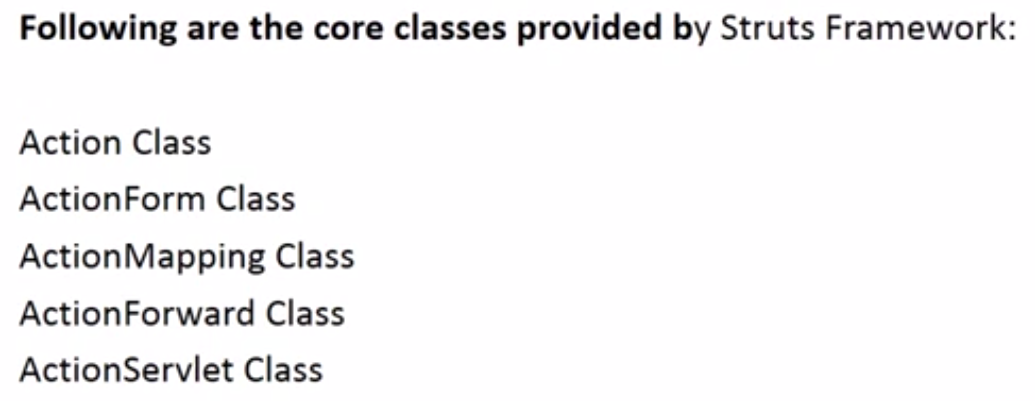 Following are the core classes provided by Struts Framework:
Action Class
ActionForm Class
ActionMapping Class
ActionForward Class
ActionServlet Class